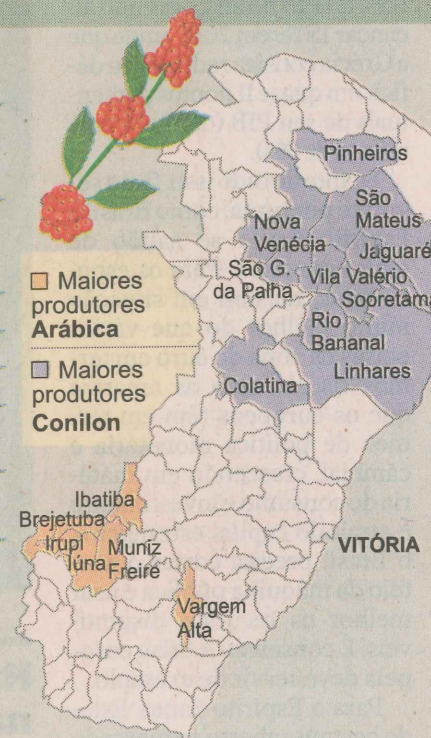 Pinheiros
São
Mateus
Nova
Venécia
Jaguaré
São G.
da Palha
Vila Valério
Sooretama
Rio
Bananal
Linhares
Colatina
Maiores
produtores
Arábica
Maiores
produtores
Conilon
Ibatiba
Brejetuba
Irupi
Iúna
Muniz
Freire
VITÓRIA
Vargem
Alta